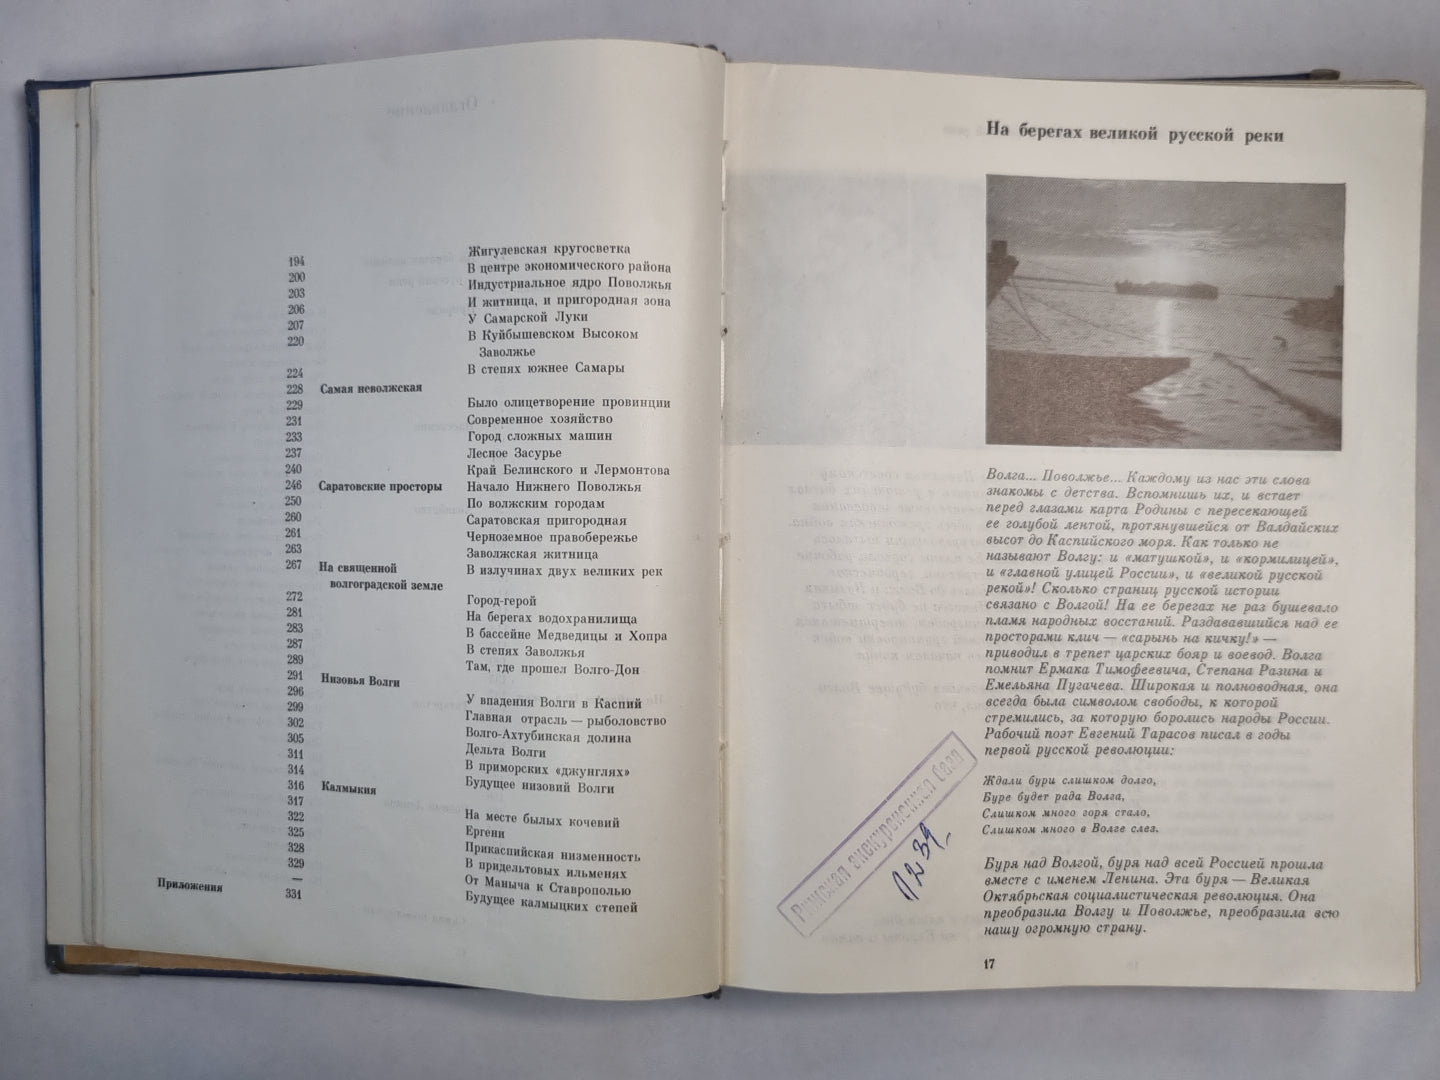 194
200
203
206
207
220
224
228
229
231
233
237
240
246
250
260
261
263
267
272
281
283
287
289
291
296
299
302
305
311
314
316
317
322
325
328
329
—
331
Самая неволжская
Саратовские просторы
На священной
волгоградской земле
Низовья Волги
Калмыкия
Приложения
Жигулевская кругосветка
В центре экономического района
Индустриальное ядро Поволжья
И житница, и пригородная зона
У Самарской Луки
В Куйбышевском Высоком
Заволжье
В степях южнее Самары
Было олицетворение провинции
Современное хозяйство
Город сложных машин
Лесное Засурье
Край Белинского и Лермонтова
Начало Нижнего Поволжья
По волжским городам
Саратовская пригородная
Черноземное правобережье
Заволжская житница
В излучинах двух великих рек
Город-герой
На берегах водохранилища
В бассейне Медведицы и Хопра
В степях Заволжья
Там, где прошел Волго-Дон
У впадения Волги в Каспий
Главная отрасль — рыболовство
Волго-Ахтубинская долина
Дельта Волги
В приморских «джунглях»
Будущее низовий Волги
На месте былых кочевий
Ергени
Прикаспийская низменность
В придельтовых ильменях
От Маныча к Ставрополью
Будущее калмыцких степей
На берегах великой русской реки
Волга... Поволжье... Каждому из нас эти слова
знакомы с детства. Вспомнишь их, и встает
перед глазами карта Родины с пересекающей
ее голубой лентой, протянувшейся от Валдайских
высот до Каспийского моря. Как только не
называют Волгу: и «матушкой», и «кормилицей»,
и «главной улицей России», и «великой русской
рекой»! Сколько страниц русской истории
связано с Волгой! На ее берегах не раз бушевало
пламя народных восстаний. Раздававшийся над ее
просторами клич — «сарынь на кичку!» —
приводил в трепет царских бояр и воевод. Волга
помнит Ермака Тимофеевича, Степана Разина и
Емельяна Пугачева. Широкая и полноводная, она
всегда была символом свободы, к которой
стремились, за которую боролись народы России.
Рабочий поэт Евгений Тарасов писал в годы
первой русской революции:
Ждали бури слишком долго,
Буре будет рада Волга,
Слишком много горя стало,
Слишком много в Волге слез.
Буря над Волгой, буря над всей Россией прошла
вместе с именем Ленина. Эта буря — Великая
Октябрьская социалистическая революция. Она
преобразила Волгу и Поволжье, преобразила всю
нашу огромную страну.
17
Рижская экскурсионная база